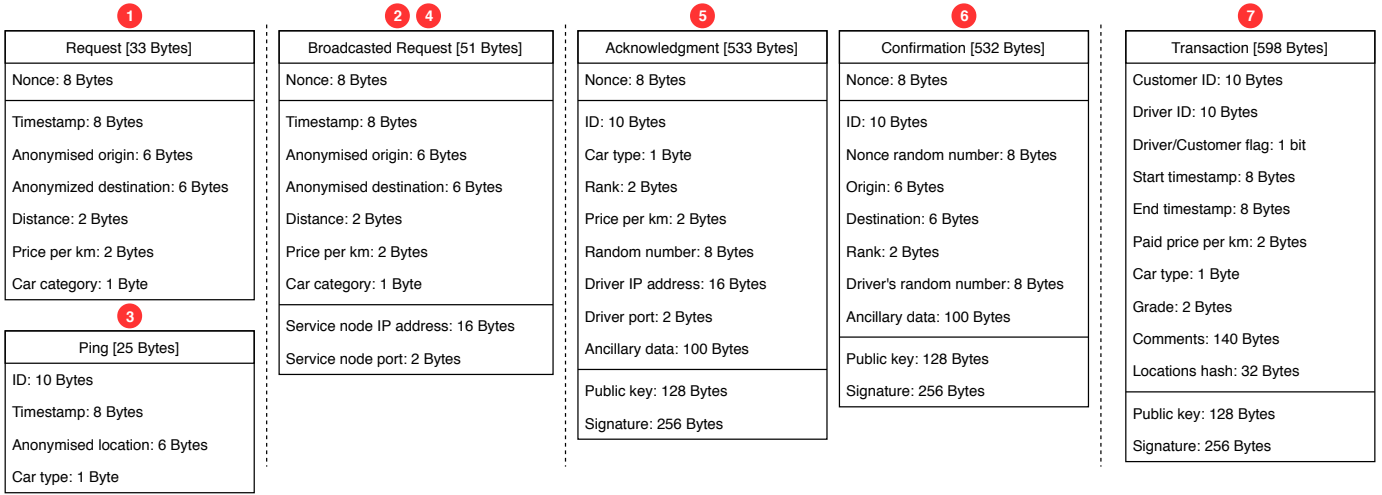 1
Request [33 Bytes]
Nonce: 8 Bytes
Timestamp: 8 Bytes
Anonymised origin: 6 Bytes
Anonymized destination: 6 Bytes
Distance: 2 Bytes
Price per km: 2 Bytes
Car category: 1 Byte
3
Ping [25 Bytes]
ID: 10 Bytes
Timestamp: 8 Bytes
Anonymised location: 6 Bytes
Car type: 1 Byte
2 4
Broadcasted Request [51 Bytes]
Nonce: 8 Bytes
Timestamp: 8 Bytes
Anonymised origin: 6 Bytes
Anonymised destination: 6 Bytes
Distance: 2 Bytes
Price per km: 2 Bytes
Car category: 1 Byte
Service node IP address: 16 Bytes
Service node port: 2 Bytes
5
Acknowledgment [533 Bytes]
Nonce: 8 Bytes
ID: 10 Bytes
Car type: 1 Byte
Rank: 2 Bytes
Price per km: 2 Bytes
Random number: 8 Bytes
Driver IP address: 16 Bytes
Driver port: 2 Bytes
Ancillary data: 100 Bytes
Public key: 128 Bytes
Signature: 256 Bytes
6
Confirmation [532 Bytes]
Nonce: 8 Bytes
ID: 10 Bytes
Nonce random number: 8 Bytes
Origin: 6 Bytes
Destination: 6 Bytes
Rank: 2 Bytes
Driver's random number: 8 Bytes
Ancillary data: 100 Bytes
Public key: 128 Bytes
Signature: 256 Bytes
7
Transaction [598 Bytes]
Customer ID: 10 Bytes
Driver ID: 10 Bytes
Driver/Customer flag: 1 bit
Start timestamp: 8 Bytes
End timestamp: 8 Bytes
Paid price per km: 2 Bytes
Car type: 1 Byte
Grade: 2 Bytes
Comments: 140 Bytes
Locations hash: 32 Bytes
Public key: 128 Bytes
Signature: 256 Bytes